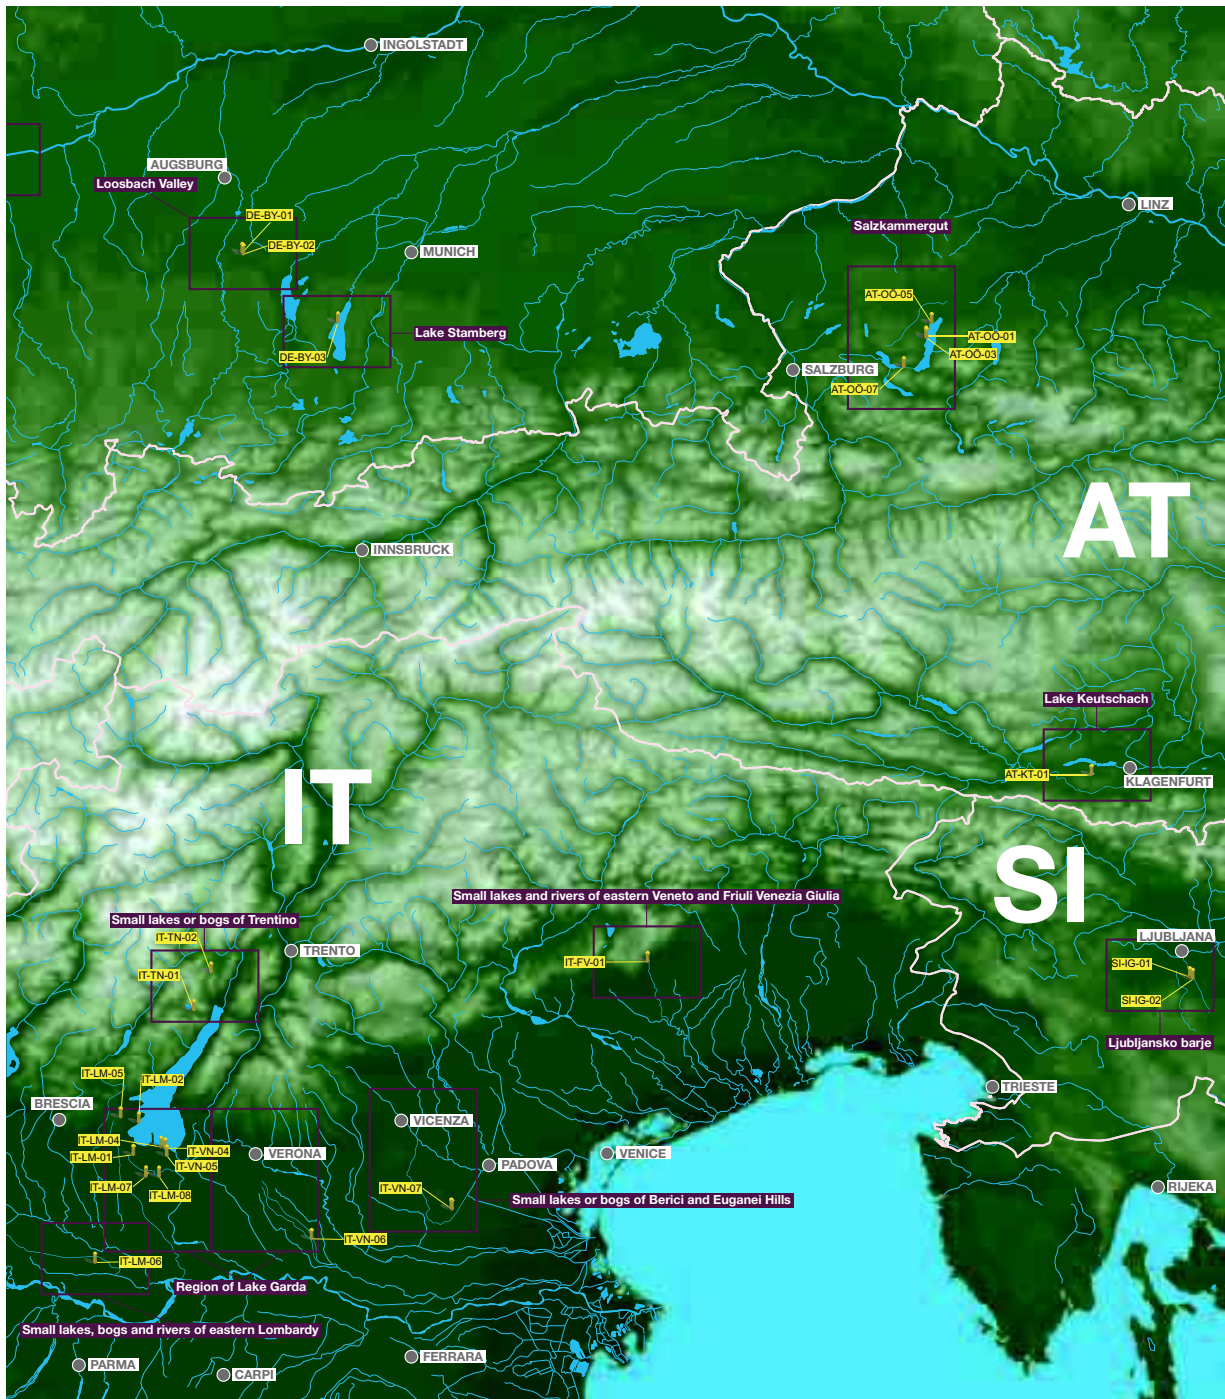 INGOLSTADT
AUGSBURG
Loosbach Valley
LINZ
DE-BY-01
Salzkammergut
DE-BY-02
MUNICH
AT-OÖ-05
Lake Stamberg
AT-OÖ-01
DE-BY-03
AT-OÖ-03
SALZBURG
AT-OÖ-07
AT
INNSBRUCK
Lake Keutschach
AT-KT-01
KLAGENFURT
IT
SI
Small lakes and rivers of eastern Veneto and Friuli Venezia Giulia
Small lakes or bogs of Trentino
IT-TN-02
LJUBLJANA
TRENTO
IT-FV-01
SI-IG-01
IT-TN-01
SI-IG-02
Ljubljansko barje
IT-LM-05
IT-LM-02
TRIESTE
BRESCIA
VICENZA
IT-LM-04
IT-VN-04
IT-LM-01
VERONA
VENICE
IT-VN-05
PADOVA
IT-LM-07
IT-VN-07
RIJEKA
IT-LM-08
Small lakes or bogs of Berici and Euganei Hills
IT-VN-06
IT-LM-06
Region of Lake Garda
Small lakes, bogs and rivers of eastern Lombardy
FERRARA
PARMA
CARPI